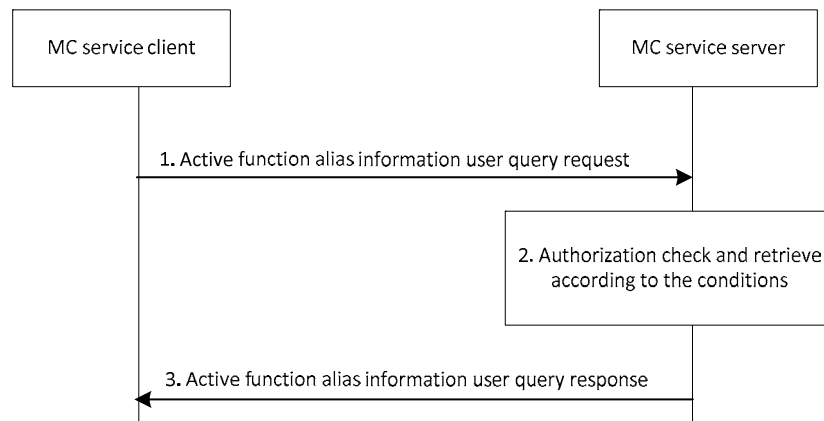 MC service client
MC service server
1. Active function alias information user query request
2. Authorization check and retrieve
according to the conditions
3. Active function alias information user query response